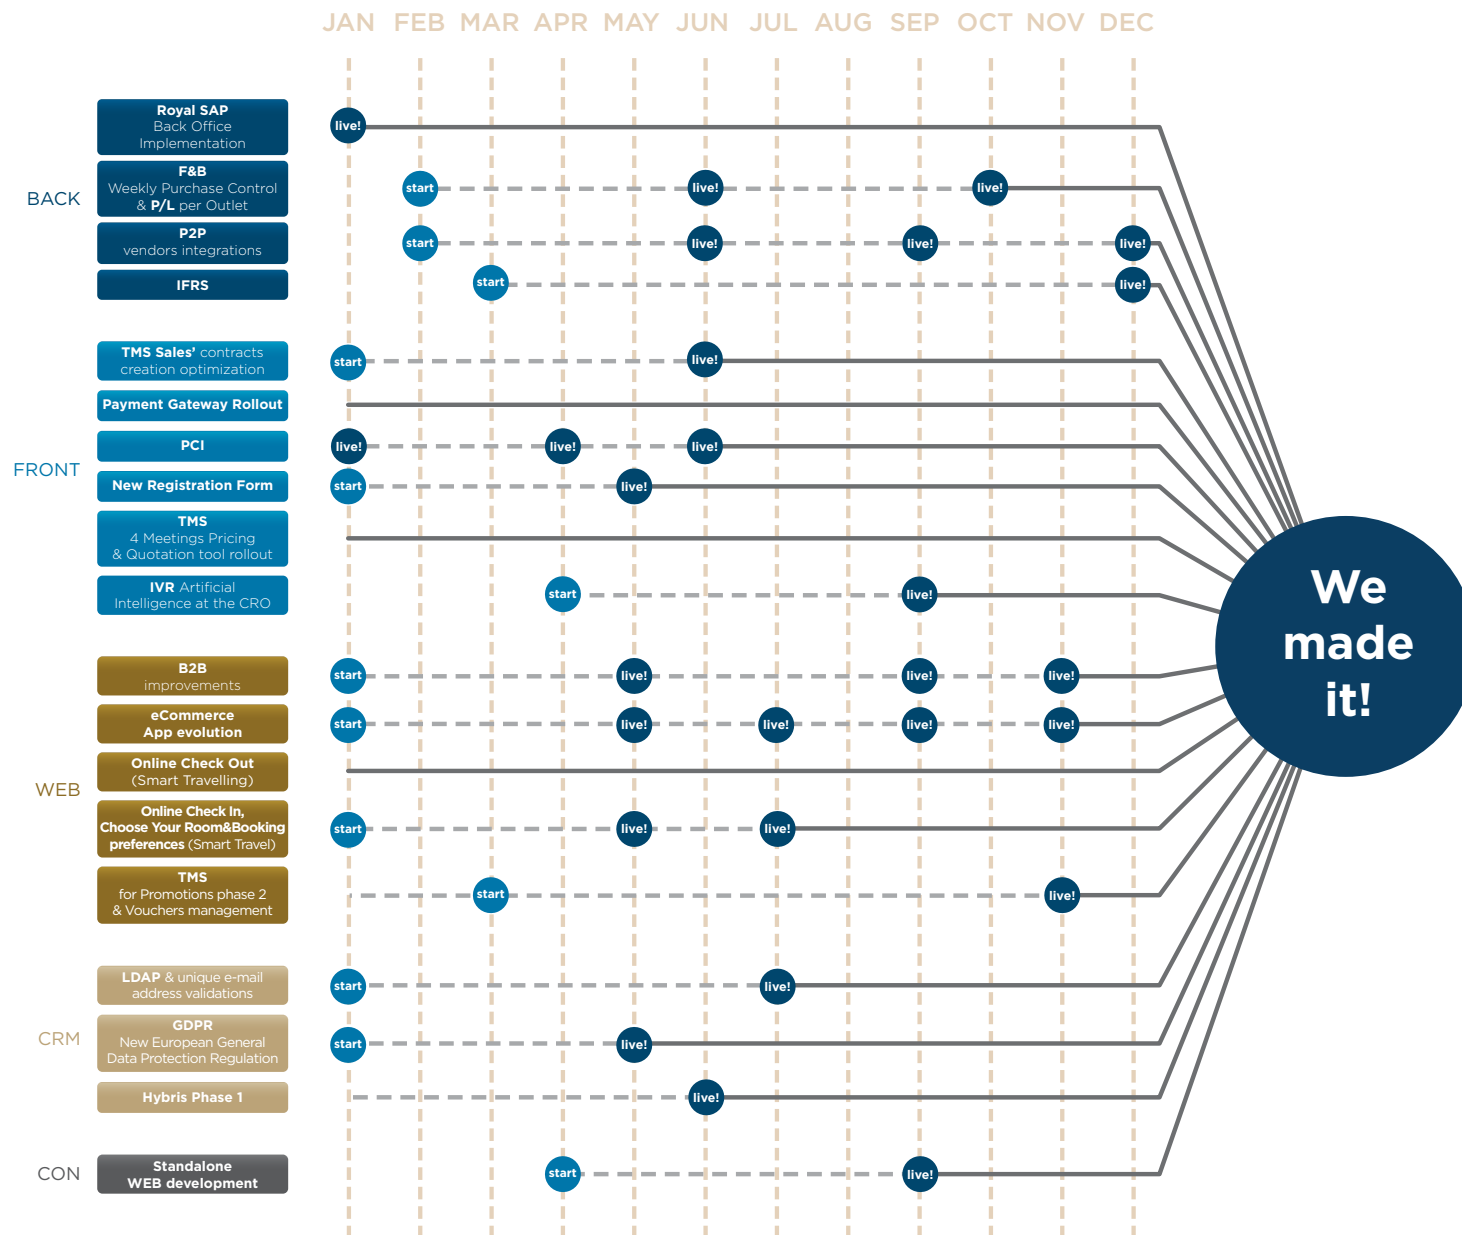 JAN FEB MAR APR MAY JUN JUL AUG SEP OCT NOV DEC
BACK
Royal SAP
Back Office
Implementation
live!
F&B
Weekly Purchase Control
& P/L per Outlet
start live! live!
P2P
vendors integrations
start live! live! live!
IFRS
start live!
FRONT
TMS Sales’ contracts
creation optimization
start live!
Payment Gateway Rollout
PCI
live! live! live!
New Registration Form
start live!
TMS
4 Meetings Pricing
& Quotation tool rollout
IVR Artificial
Intelligence at the CRO
start live!
WEB
B2B
improvements
start live! live! live!
eCommerce
App evolution
start live! live! live! live!
Online Check Out
(Smart Travelling)
Online Check In,
Choose Your Room&Booking
preferences (Smart Travel)
start live! live!
TMS
for Promotions phase 2
& Vouchers management
start live!
CRM
LDAP & unique e-mail
address validations
start live!
GDPR
New European General
Data Protection Regulation
start live!
Hybris Phase 1
live!
CON
Standalone
WEB development
start live!
We
made
it!